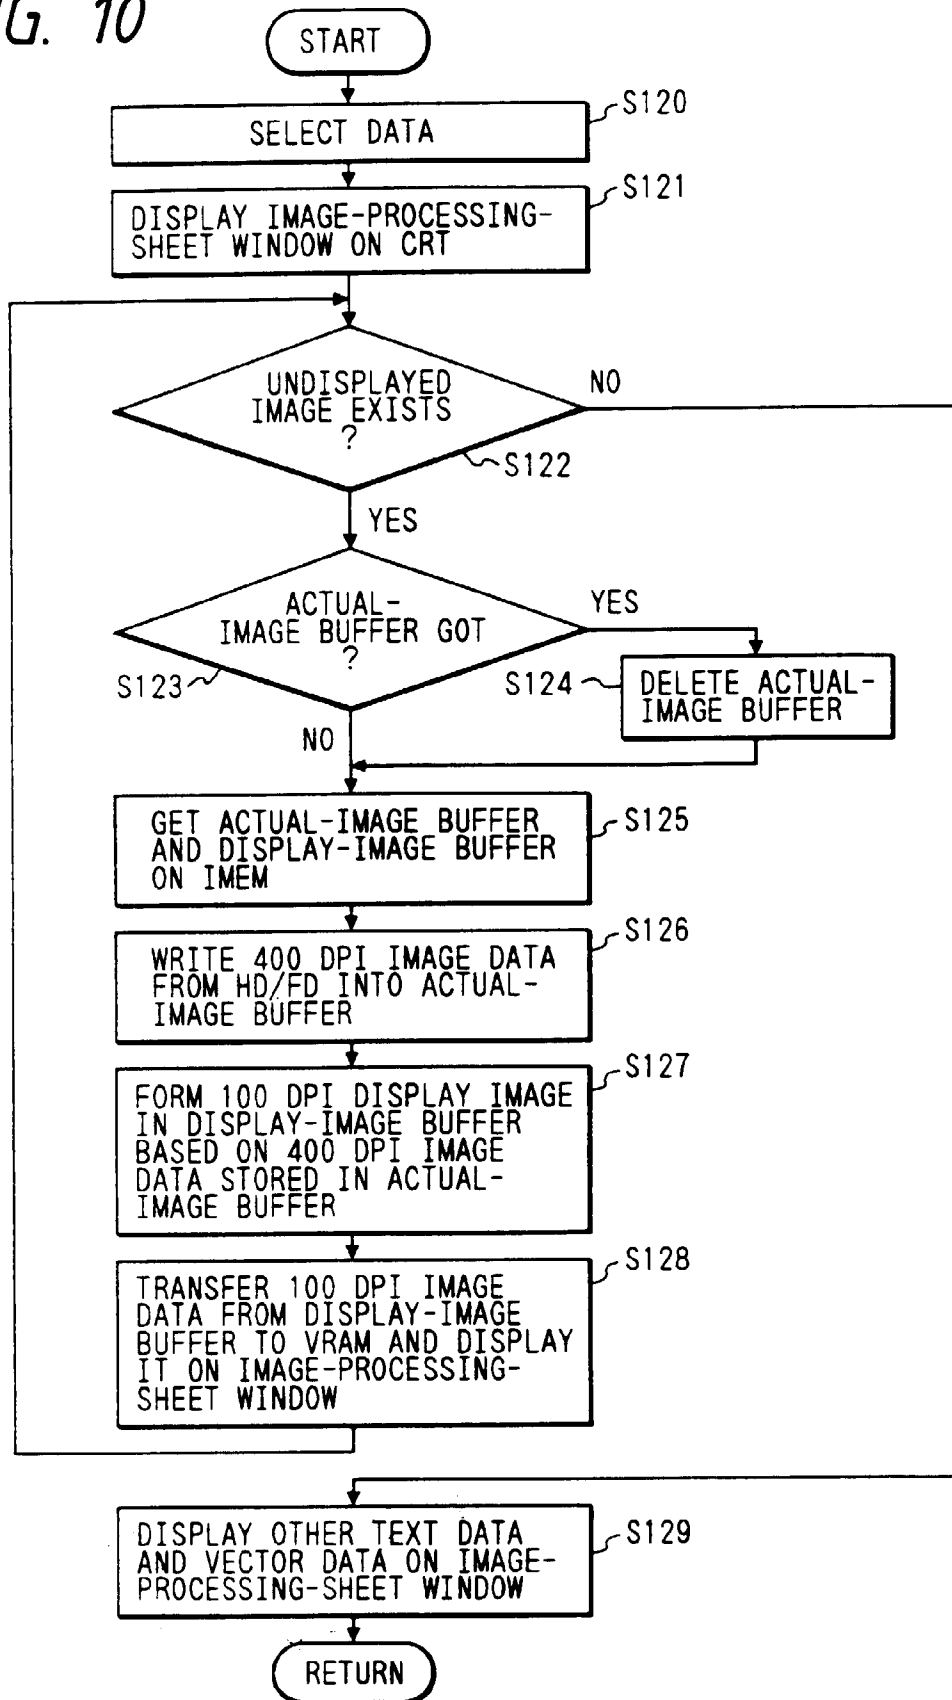 IG. 10
START
S120
SELECT DATA
S121
DISPLAY IMAGE-PROCESSING-
SHEET WINDOW ON CRT
UNDISPLAYED
IMAGE EXISTS
?
NO
S122
YES
ACTUAL-
IMAGE BUFFER GOT
?
YES
S123
S124
DELETE ACTUAL-
IMAGE BUFFER
NO
GET ACTUAL-IMAGE BUFFER
AND DISPLAY-IMAGE BUFFER
ON IMEM
S125
WRITE 400 DPI IMAGE DATA
FROM HD/FD INTO ACTUAL-
IMAGE BUFFER
S126
FORM 100 DPI DISPLAY IMAGE
IN DISPLAY-IMAGE BUFFER
BASED ON 400 DPI IMAGE
DATA STORED IN ACTUAL-
IMAGE BUFFER
S127
TRANSFER 100 DPI IMAGE
DATA FROM DISPLAY-IMAGE
BUFFER TO VRAM AND DISPLAY
IT ON IMAGE-PROCESSING-
SHEET WINDOW
S128
DISPLAY OTHER TEXT DATA
AND VECTOR DATA ON IMAGE-
PROCESSING-SHEET WINDOW
S129
RETURN